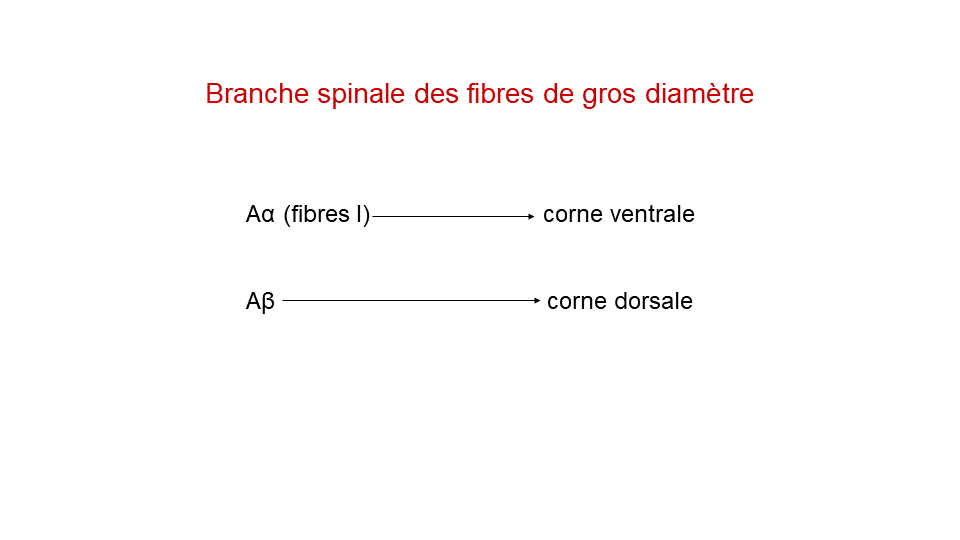 Branche spinale des fibres de gros diamètre
Aα (fibres I) corne ventrale
Aβ corne dorsale